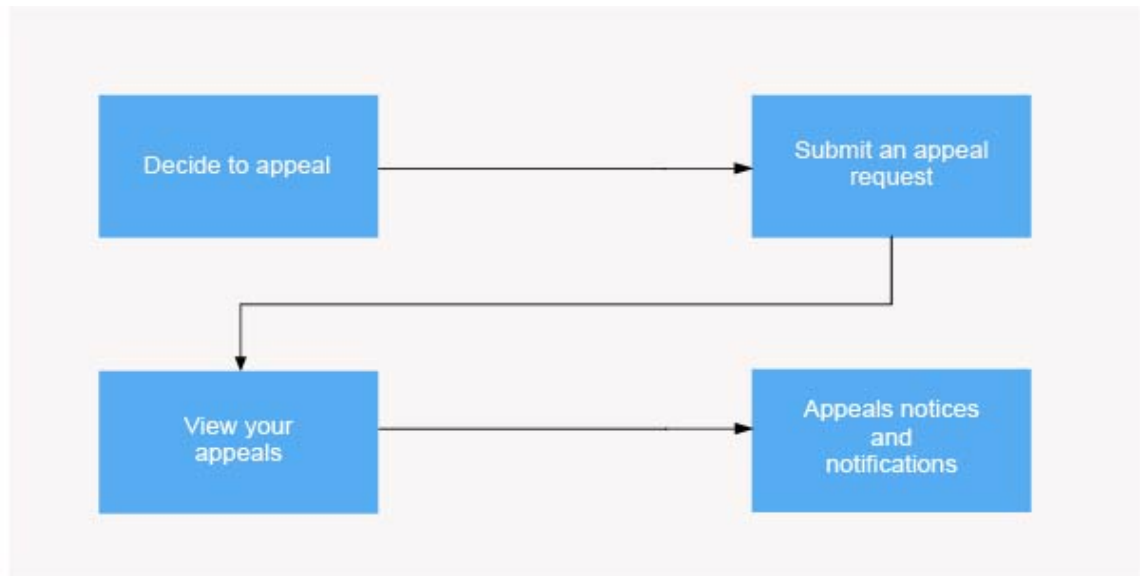 Decide to appeal
Submit an appeal
request
View your
appeals
Appeals notices
and
notifications